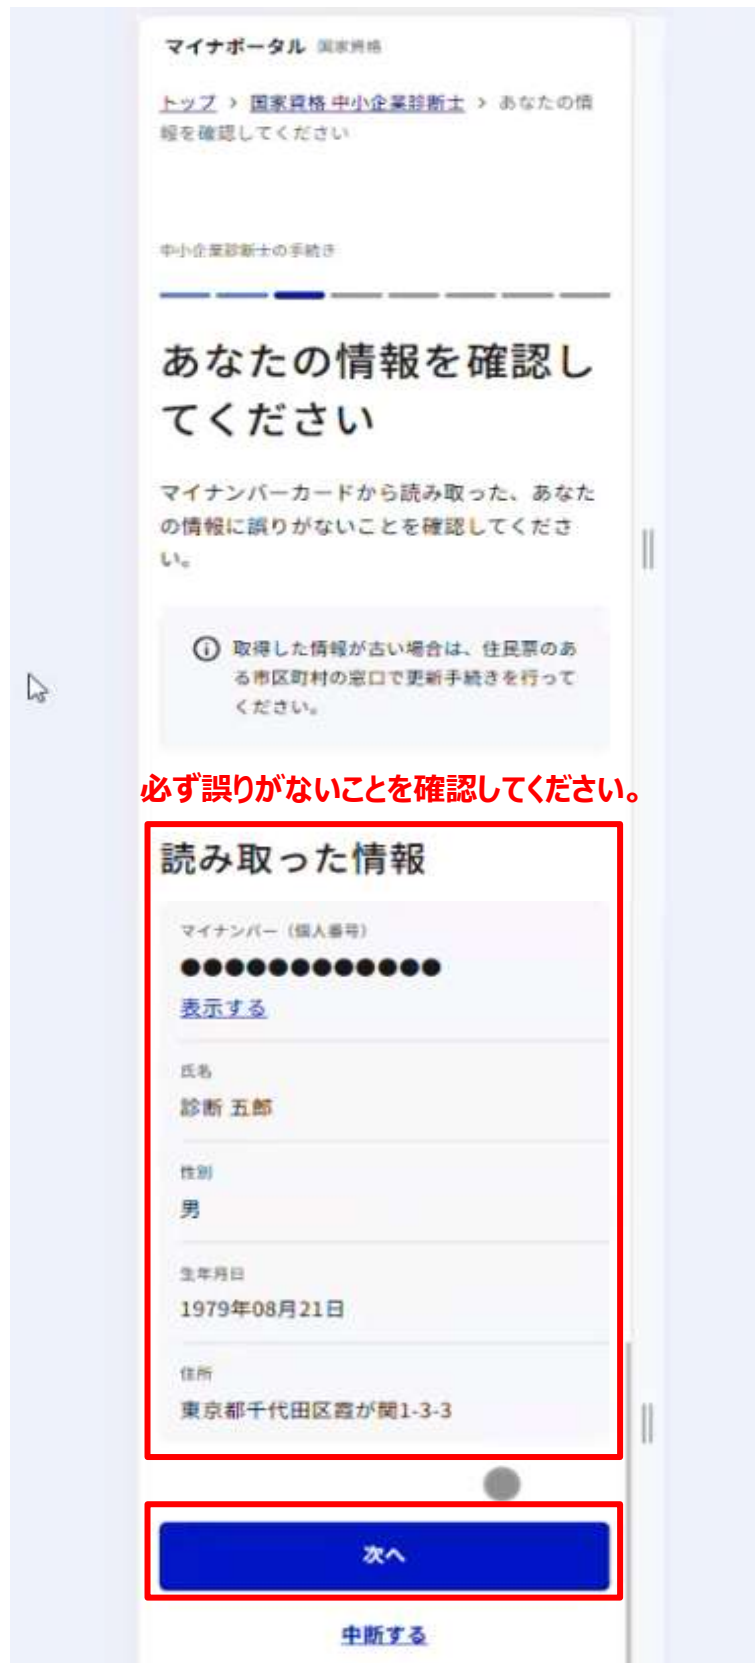 マイナポータル 国家資格
トップ > 国家資格 中小企業診断士 > あなたの情
報を確認してください
中小企業診断士の手続き
あなたの情報を確認し
てください
マイナンバーカードから読み取った、あなた
の情報に誤りがないことを確認してくださ
い。
取得した情報が古い場合は、住民票のあ
る市区町村の窓口で更新手続きを行って
ください。
必ず誤りがないことを確認してください。
読み取った情報
マイナンバー（個人番号）
●●●●●●●●●●●●
表示する
氏名
診断 五郎
性別
男
生年月日
1979年08月21日
住所
東京都千代田区霞が関1-3-3
次へ
中断する